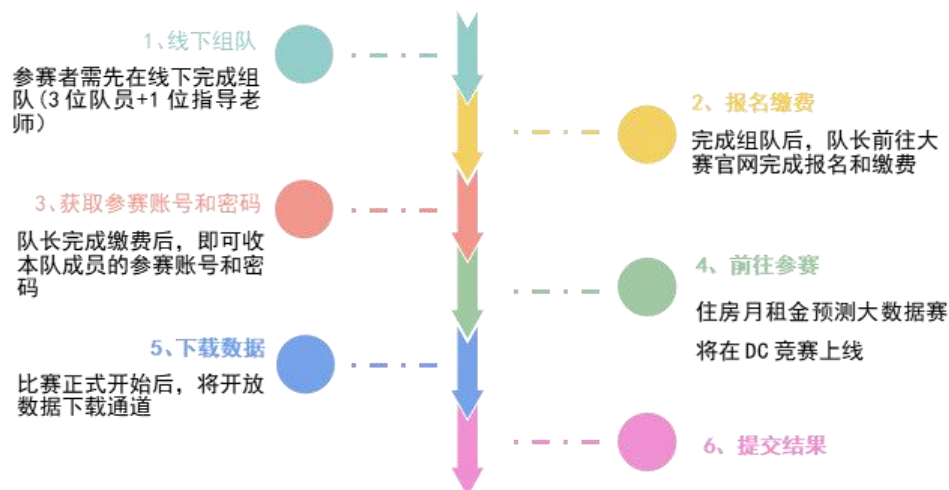 1、线下组队
参赛者需先在线下完成组
队(3位队员+1位指导老
师)
2、报名缴费
完成组队后，队长前往大
赛官网完成报名和缴费
3、获取参赛账号和密码
队长完成缴费后，即可收
本队成员的参赛账号和密
码
4、前往参赛
住房月租金预测大数据赛
将在DC竞赛上线
5、下载数据
比赛正式开始后，将开放
数据下载通道
6、提交结果